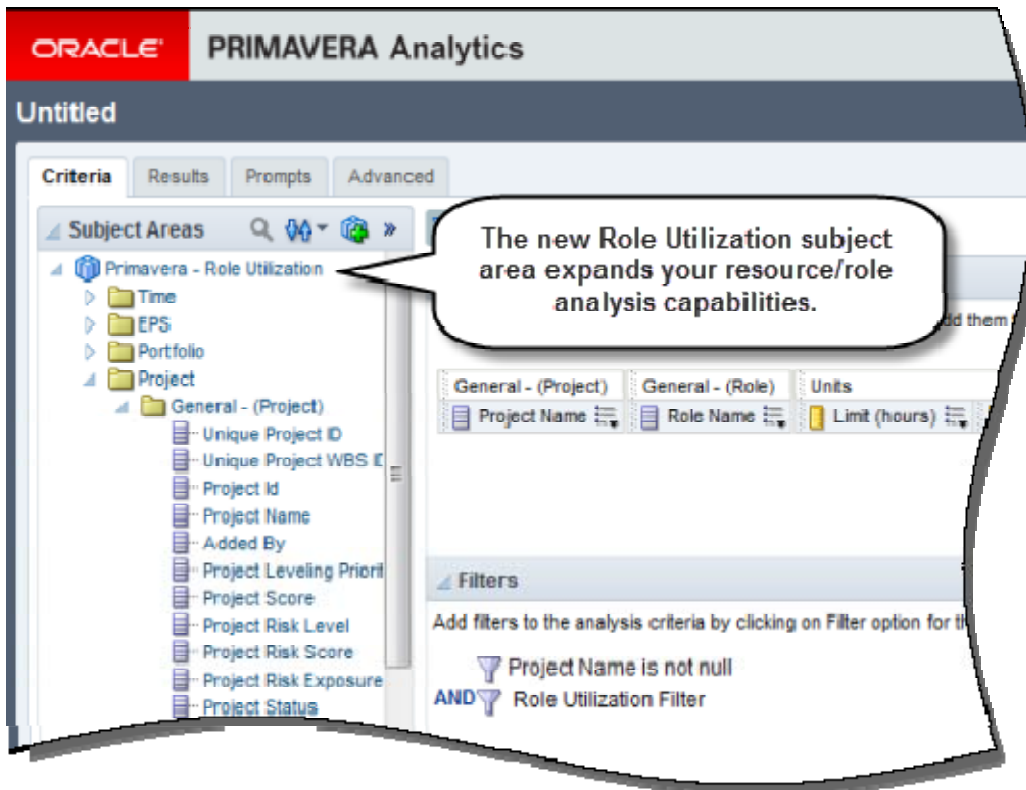 ORACLE' PRIMAVERA Analytics
Untitled
Criteria Results Prompts Advanced
Subject Areas
Primavera - Role Utilization
Time
EPS
Portfolio
Project
General - (Project)
Unique Project ID
Unique Project WBS
Project Id
Project Name
Added By
Project Leveling
Project Score
Project Risk Level
Project Risk Score
Project Risk Exposure
Project Status
The new Role Utilization subject
area expands your resource/role
analysis capabilities.
them
General - (Project) General - (Role) Units
Project Name Role Name Limit (hours)
Filters
Add filters to the analysis criteria by clicking on Filter option for
Project Name is not null
AND Role Utilization Filter